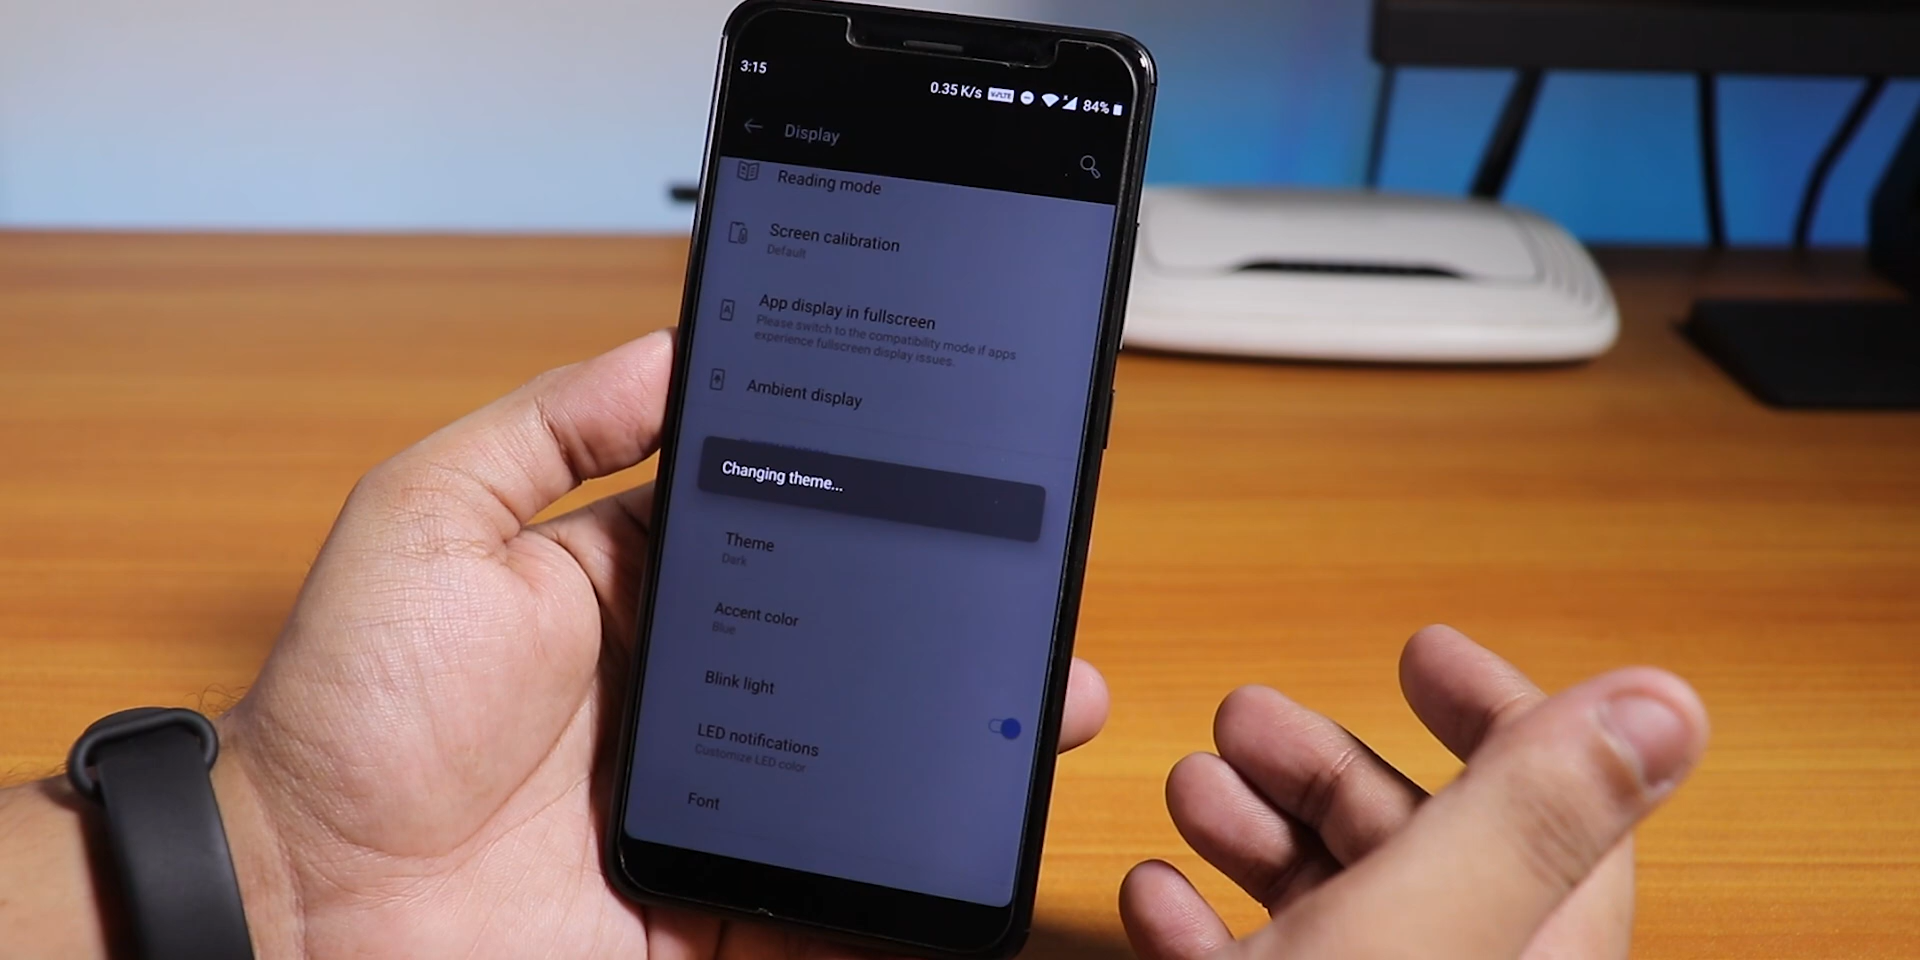 3:15
0.35 K/s VoLTE 84%
Display
Reading mode
Screen calibration
Default
App display in fullscreen
Please switch to the compatibility mode if apps
experience fullscreen display issues.
Ambient display
Changing theme...
Theme
Dark
Accent color
Blue
Blink light
LED notifications
Customize LED color
Font